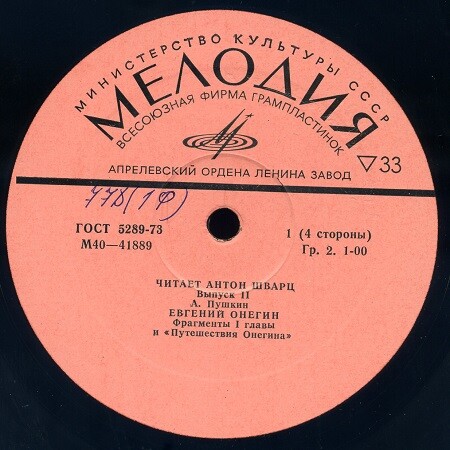 МИНИСТЕРСТВО КУЛЬТУРЫ СССР
МЕЛОДИЯ
ВСЕСОЮЗНАЯ ФИРМА ГРАМПЛАСТИНОК
АПРЕЛЕВСКИЙ ОРДЕНА ЛЕНИНА ЗАВОД
▽33
ГОСТ 5289-73
М40—41889
1 (4 стороны)
Гр. 2. 1-00
ЧИТАЕТ АНТОН ШВАРЦ
Выпуск II
А. Пушкин
ЕВГЕНИЙ ОНЕГИН
Фрагменты I главы
и «Путешествия Онегина»